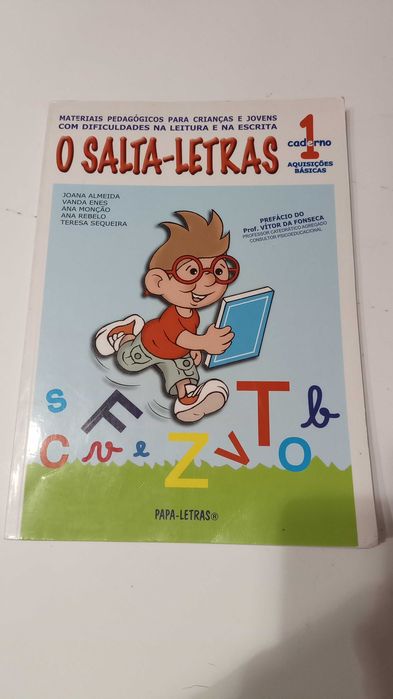 MATERIAIS PEDAGÓGICOS PARA CRIANÇAS E JOVENS
COM DIFICULDADES NA LEITURA E NA ESCRITA
O SALTA-LETRAS
1
caderno
AQUISIÇÕES
BÁSICAS
JOANA ALMEIDA
VANDA ENES
ANA MONÇÃO
ANA REBELO
TERESA SEQUEIRA
PREFÁCIO DO
Prof. VÍTOR DA FONSECA
PROFESSOR CATEDRÁTICO AGREGADO
CONSULTOR PSICOEDUCACIONAL
s F T b
C v e Z v O
PAPA-LETRAS®